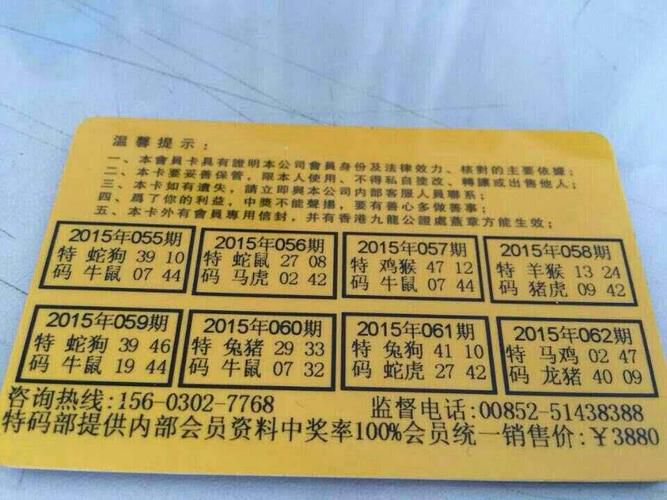 溫馨提示：
一、本會員卡具有證明本公司會員身份及法律效力、核對的主要依據；
二、本卡要妥善保管，限本人使用、不得私自塗改、轉讓或出售他人；
三、本卡如有遺失，請立即與本公司內部客服人員聯系；
四、爲了你的利益，中獎不能聲揚，要有善心多做善事；
五、本卡外有會員專用信封，并有香港九龍公證處蓋章方能生效；
2015年055期 2015年056期 2015年057期 2015年058期
特 蛇狗 39 10 特 蛇鼠 27 08 特 鸡猴 47 12 特 羊猴 13 24
码 牛鼠 07 44 码 马虎 02 42 码 牛鼠 07 44 码 猪虎 09 42
2015年059期 2015年060期 2015年061期 2015年062期
特 蛇狗 39 46 特 兔猪 29 33 特 兔狗 41 10 特 马鸡 02 47
码 牛鼠 19 44 码 牛鼠 07 32 码 蛇虎 27 42 码 龙猪 40 09
咨询热线:156-0302-7768 监督电话:00852-51438388
特码部提供内部会员资料中奖率100%会员统一销售价:￥3880